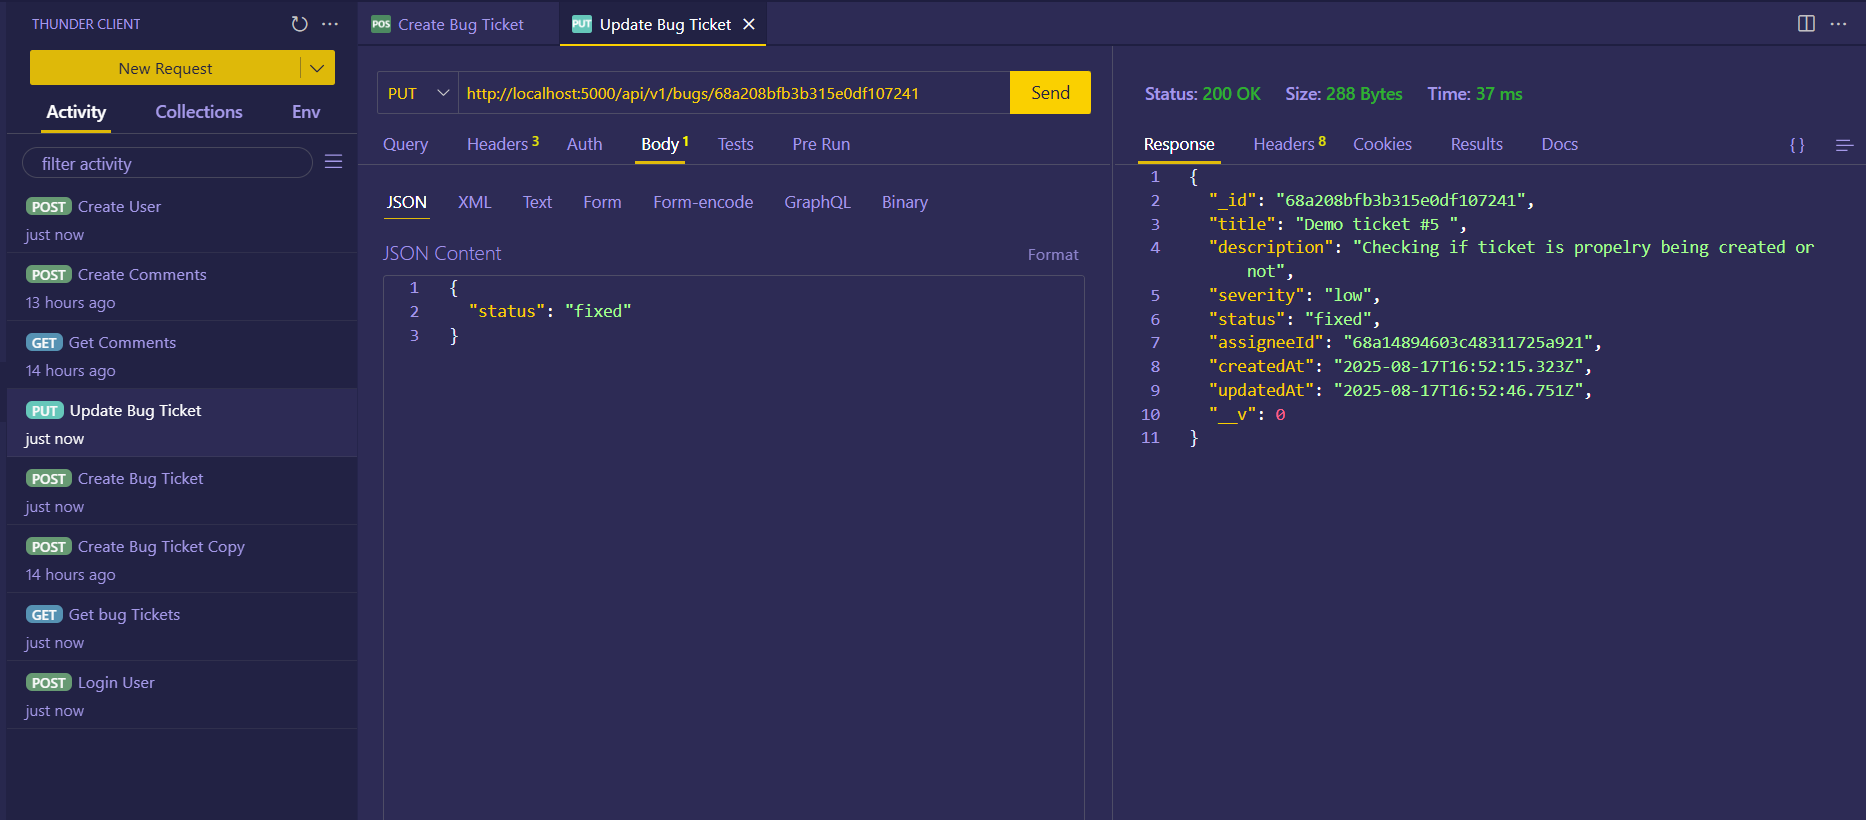 THUNDER CLIENT
New Request
Activity Collections Env
filter activity
POST Create User
just now
POST Create Comments
13 hours ago
GET Get Comments
14 hours ago
PUT Update Bug Ticket
just now
POST Create Bug Ticket
just now
POST Create Bug Ticket Copy
14 hours ago
GET Get bug Tickets
just now
POST Login User
just now
POS Create Bug Ticket
PUT Update Bug Ticket
PUT http://localhost:5000/api/v1/bugs/68a208bfb3b315e0df107241 Send
Query Headers 3 Auth Body 1 Tests Pre Run
JSON XML Text Form Form-encode GraphQL Binary
JSON Content Format
1 {
2 "status": "fixed"
3 }
Status: 200 OK Size: 288 Bytes Time: 37 ms
Response Headers 8 Cookies Results Docs { }
1 {
2 "_id": "68a208bfb3b315e0df107241",
3 "title": "Demo ticket #5 ",
4 "description": "Checking if ticket is propelry being created or
not",
5 "severity": "low",
6 "status": "fixed",
7 "assigneeId": "68a14894603c48311725a921",
8 "createdAt": "2025-08-17T16:52:15.323Z",
9 "updatedAt": "2025-08-17T16:52:46.751Z",
10 "__v": 0
11 }